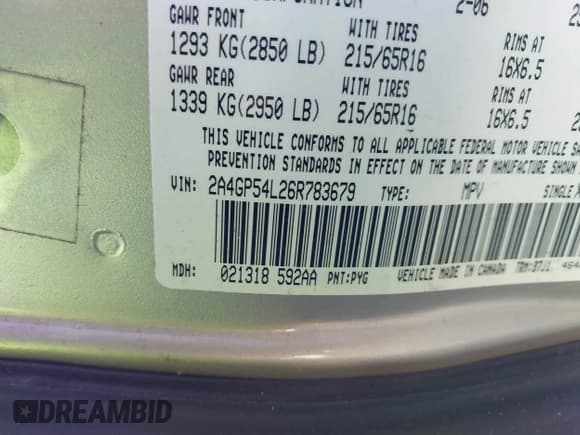 2-06
GAWR FRONT WITH TIRES RIMS AT
1293 KG(2850 LB) 215/65R16 16X6.5
GAWR REAR WITH TIRES RIMS AT
1339 KG(2950 LB) 215/65R16 16X6.5
THIS VEHICLE CONFORMS TO ALL APPLICABLE FEDERAL MOTOR VEHICLE
PREVENTION STANDARDS IN EFFECT ON THE DATE OF MANUFACTURE SHOWN
VIN: 2A4GP54L26R783679 TYPE: MPV SINGLE
MDH: 021318 592AA PNT:PYG VEHICLE MADE IN CANADA
DREAMBID